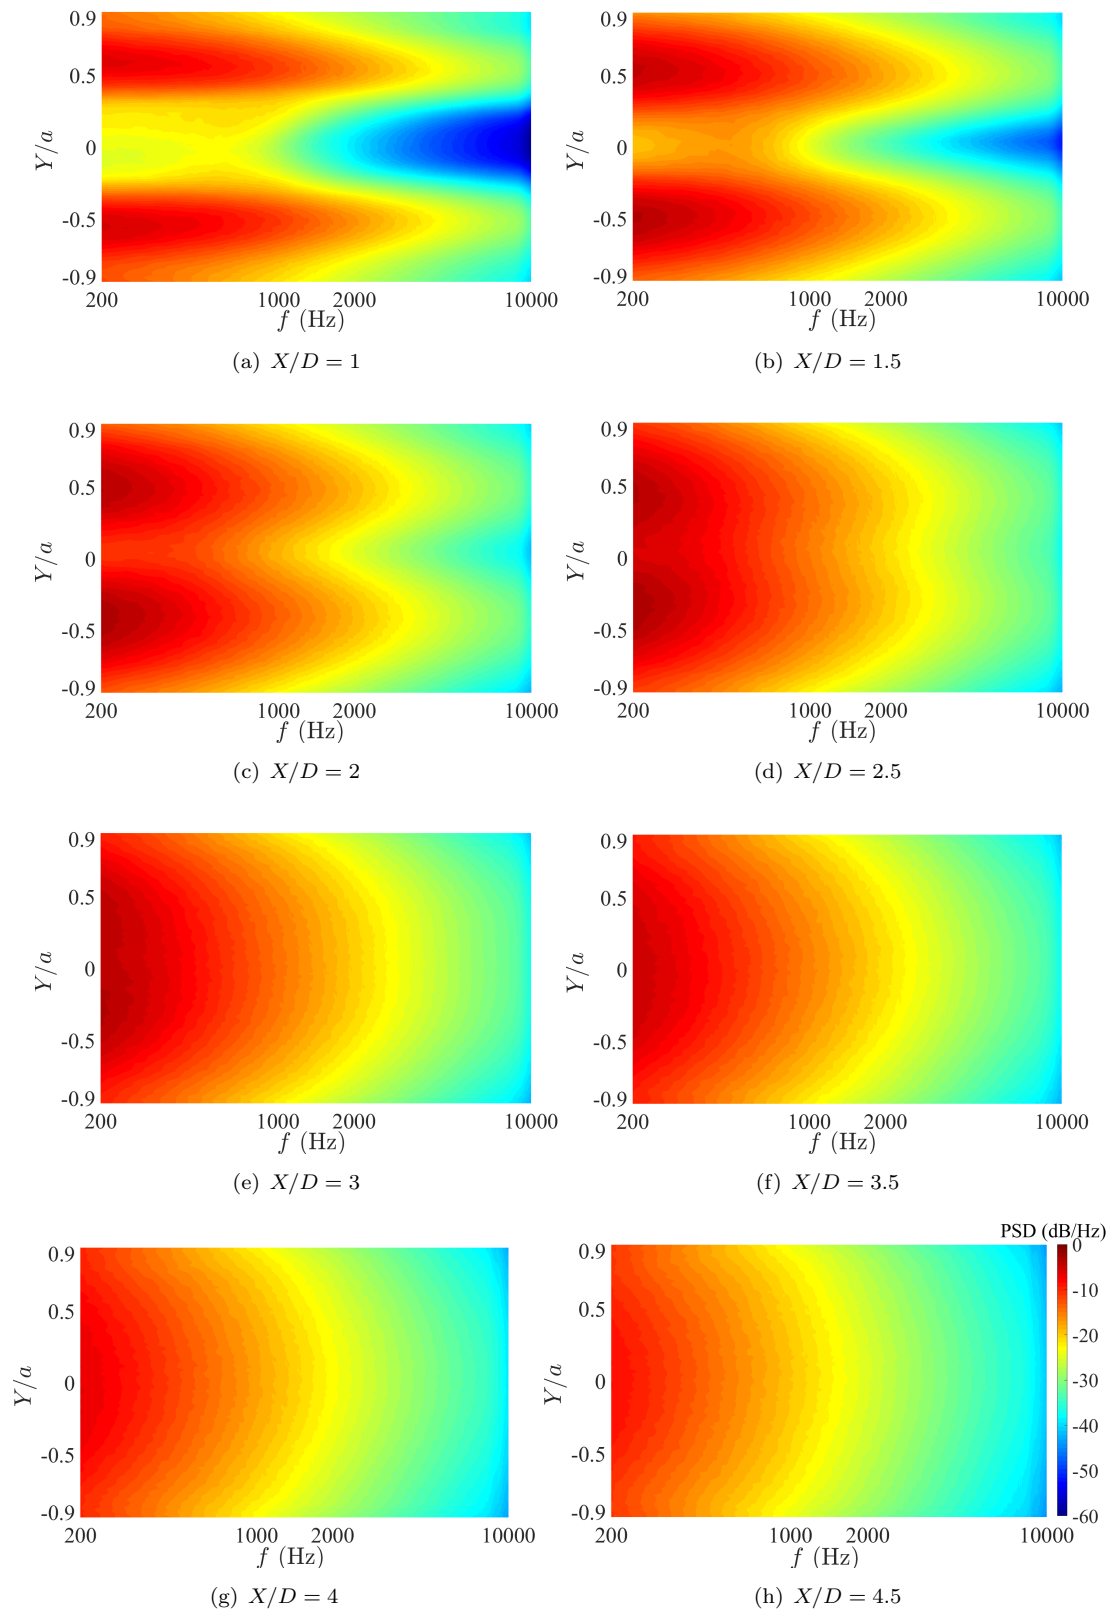 0.9
0.5
0
-0.5
-0.9
Y/a
200 1000 2000 10000
f (Hz)
(a) X/D = 1
0.9
0.5
0
-0.5
-0.9
Y/a
200 1000 2000 10000
f (Hz)
(b) X/D = 1.5
0.9
0.5
0
-0.5
-0.9
Y/a
200 1000 2000 10000
f (Hz)
(c) X/D = 2
0.9
0.5
0
-0.5
-0.9
Y/a
200 1000 2000 10000
f (Hz)
(d) X/D = 2.5
0.9
0.5
0
-0.5
-0.9
Y/a
200 1000 2000 10000
f (Hz)
(e) X/D = 3
0.9
0.5
0
-0.5
-0.9
Y/a
200 1000 2000 10000
f (Hz)
(f) X/D = 3.5
0.9
0.5
0
-0.5
-0.9
Y/a
200 1000 2000 10000
f (Hz)
(g) X/D = 4
PSD (dB/Hz)
0
-10
-20
-30
-40
-50
-60
0.9
0.5
0
-0.5
-0.9
Y/a
200 1000 2000 10000
f (Hz)
(h) X/D = 4.5